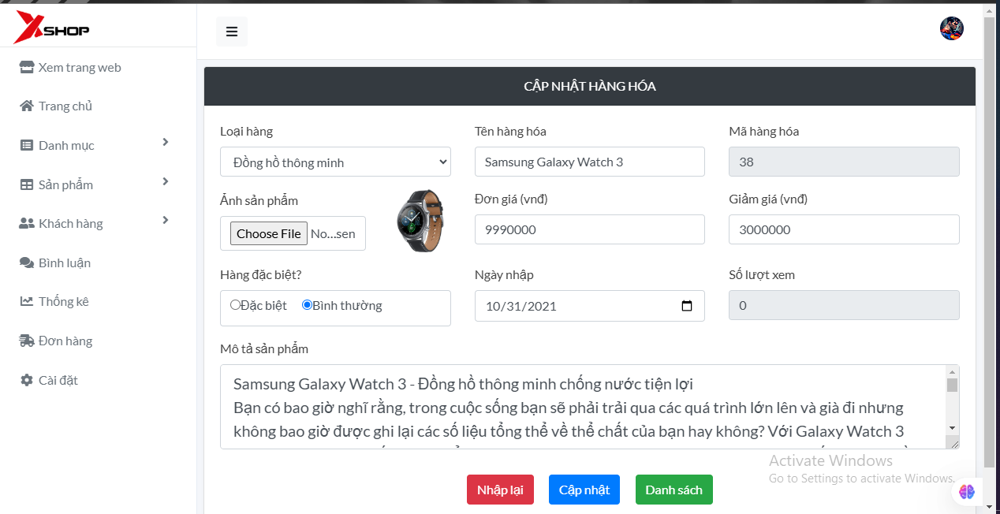 XSHOP
Xem trang web
Trang chủ
Danh mục
Sản phẩm
Khách hàng
Bình luận
Thống kê
Đơn hàng
Cài đặt
CẬP NHẬT HÀNG HÓA
Loại hàng
Tên hàng hóa
Mã hàng hóa
Đồng hồ thông minh
Samsung Galaxy Watch 3
38
Ảnh sản phẩm
Đơn giá (vnđ)
Giảm giá (vnđ)
Choose File No...sen
9990000
3000000
Hàng đặc biệt?
Ngày nhập
Số lượt xem
Đặc biệt Bình thường
10/31/2021
0
Mô tả sản phẩm
Samsung Galaxy Watch 3 - Đồng hồ thông minh chống nước tiện lợi
Bạn có bao giờ nghĩ rằng, trong cuộc sống bạn sẽ phải trải qua các quá trình lớn lên và già đi nhưng
không bao giờ được ghi lại các số liệu tổng thể về thể chất của bạn hay không? Với Galaxy Watch 3
Activate Windows
Go to Settings to activate Windows.
Nhập lại
Cập nhật
Danh sách